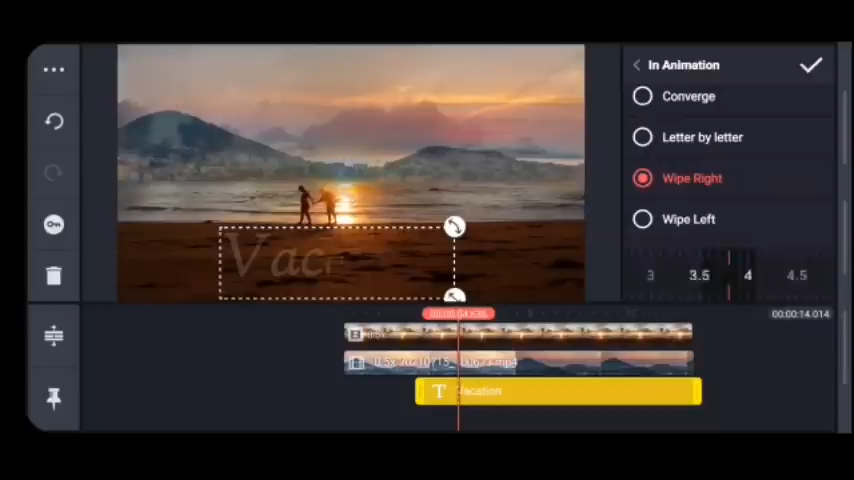 In Animation
Converge
Letter by letter
Wipe Right
Wipe Left
3 3.5 4 4.5
Vac
00:00:14.014
T Vacation